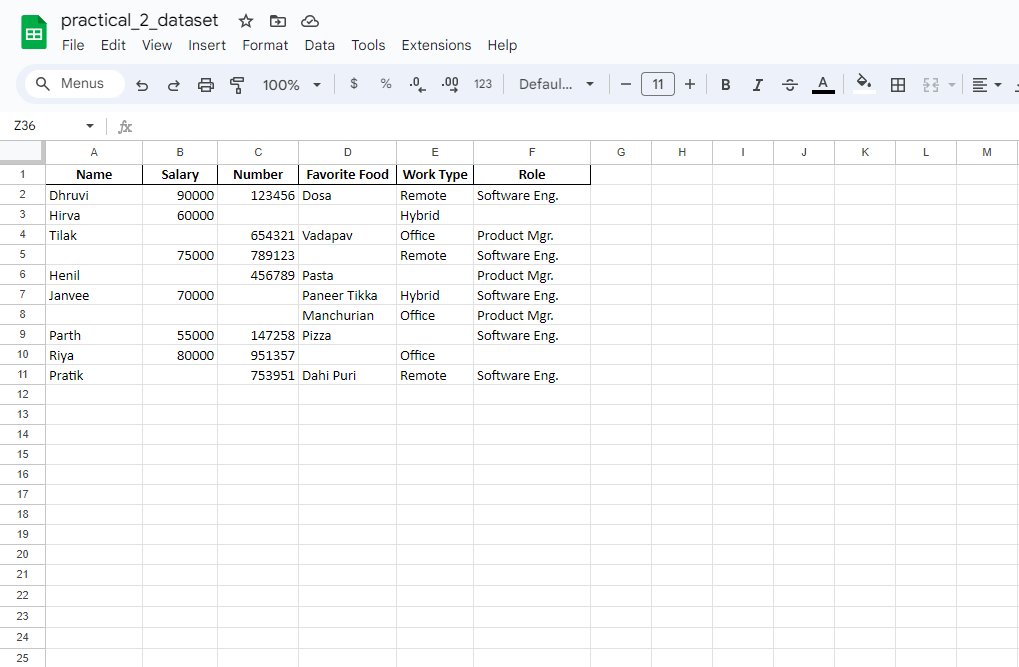 practical_2_dataset
File Edit View Insert Format Data Tools Extensions Help
Menus 100% $ % .0 .00 123 Defaul... − 11 + B I A
Z36 fx
A B C D E F G H I J K L M
1 Name Salary Number Favorite Food Work Type Role
2 Dhruvi 90000 123456 Dosa Remote Software Eng.
3 Hirva 60000 Hybrid
4 Tilak 654321 Vadapav Office Product Mgr.
5 75000 789123 Remote Software Eng.
6 Henil 456789 Pasta Product Mgr.
7 Janvee 70000 Paneer Tikka Hybrid Software Eng.
8 Manchurian Office Product Mgr.
9 Parth 55000 147258 Pizza Software Eng.
10 Riya 80000 951357 Office
11 Pratik 753951 Dahi Puri Remote Software Eng.
12
13
14
15
16
17
18
19
20
21
22
23
24
25